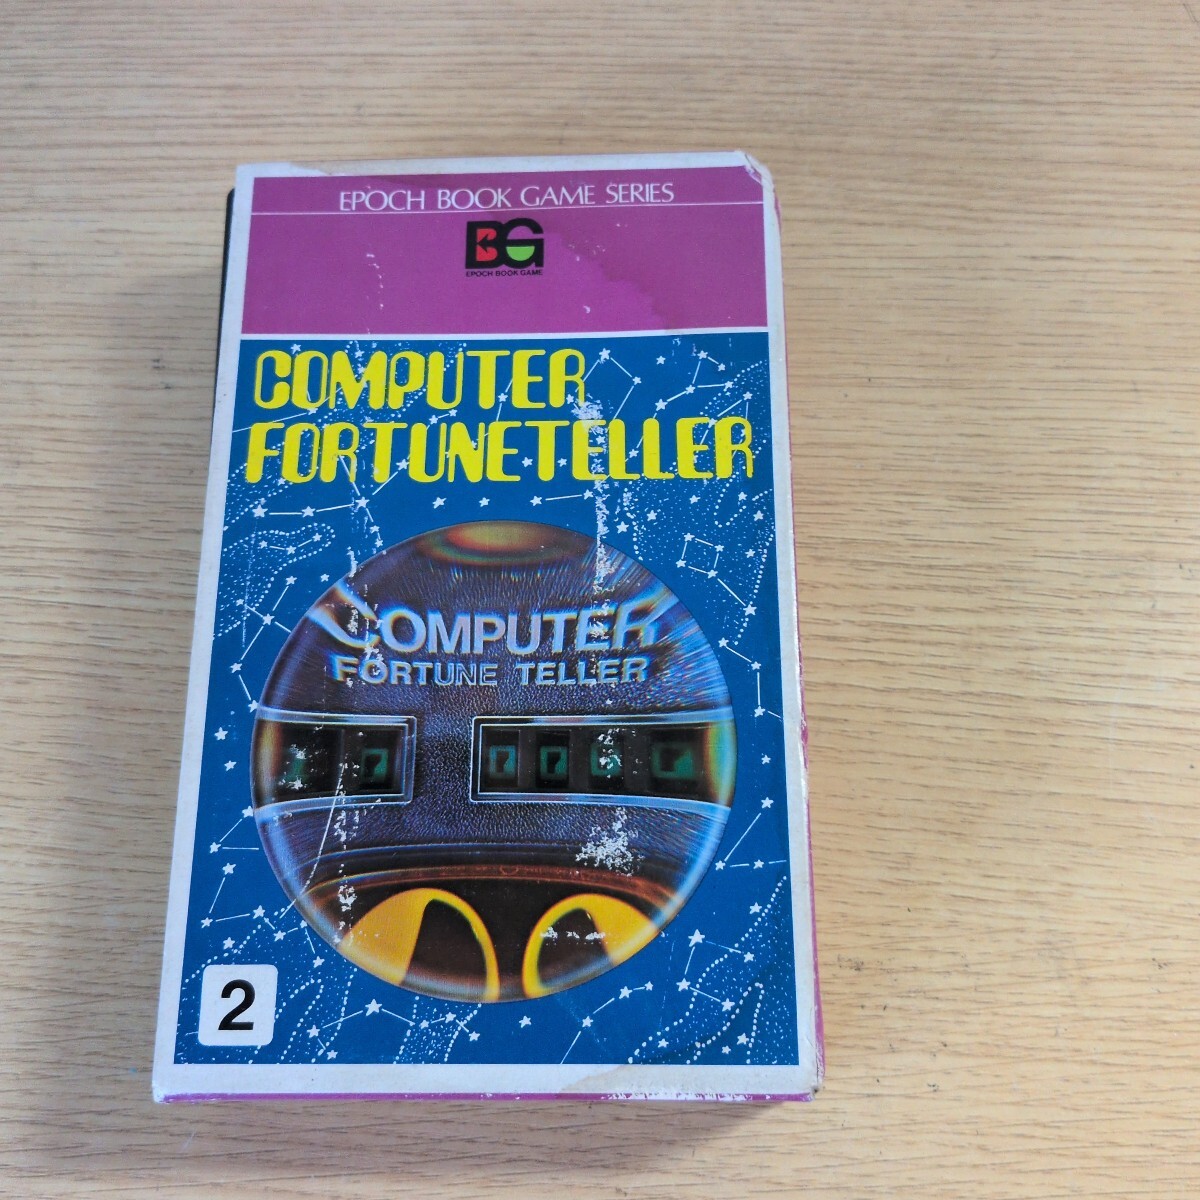 EPOCH BOOK GAME SERIES
BG
EPOCH BOOK GAME
COMPUTER
FORTUNETELLER
COMPUTER
FORTUNE TELLER
2